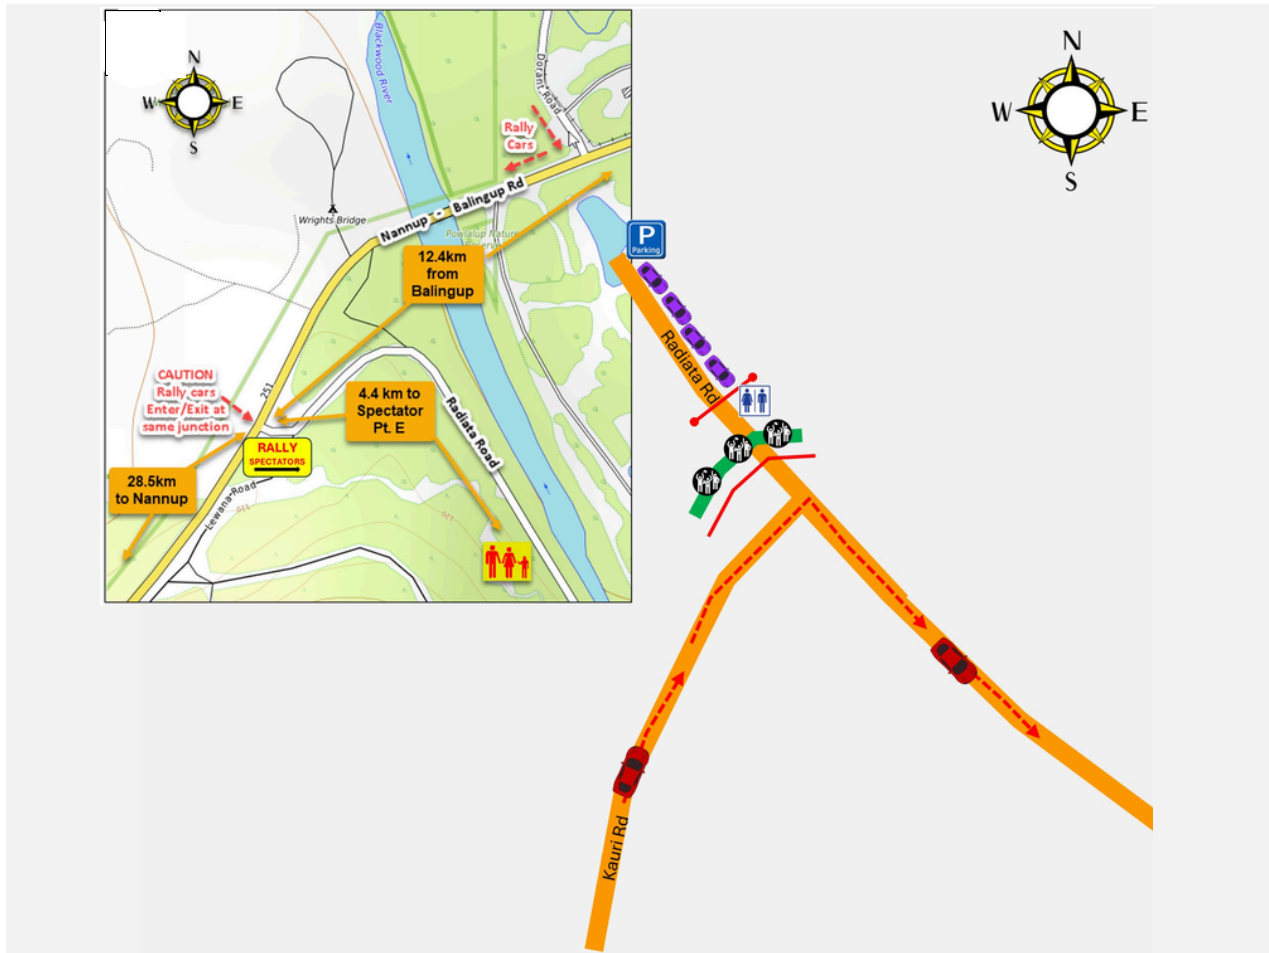 N
W E
S
Blackwood River
Dorant Road
Rally
Cars
Wrights Bridge
Nannup - Balingup Rd
Powlalup Nature
Reserve
12.4km
from
Balingup
251
CAUTION
Rally cars
Enter/Exit at
same junction
4.4 km to
Spectator
Pt. E
Radiata Road
RALLY
SPECTATORS
28.5km
to Nannup
Lewana Road
110
120
N
W E
S
P
Parking
Radiata Rd
Kauri Rd